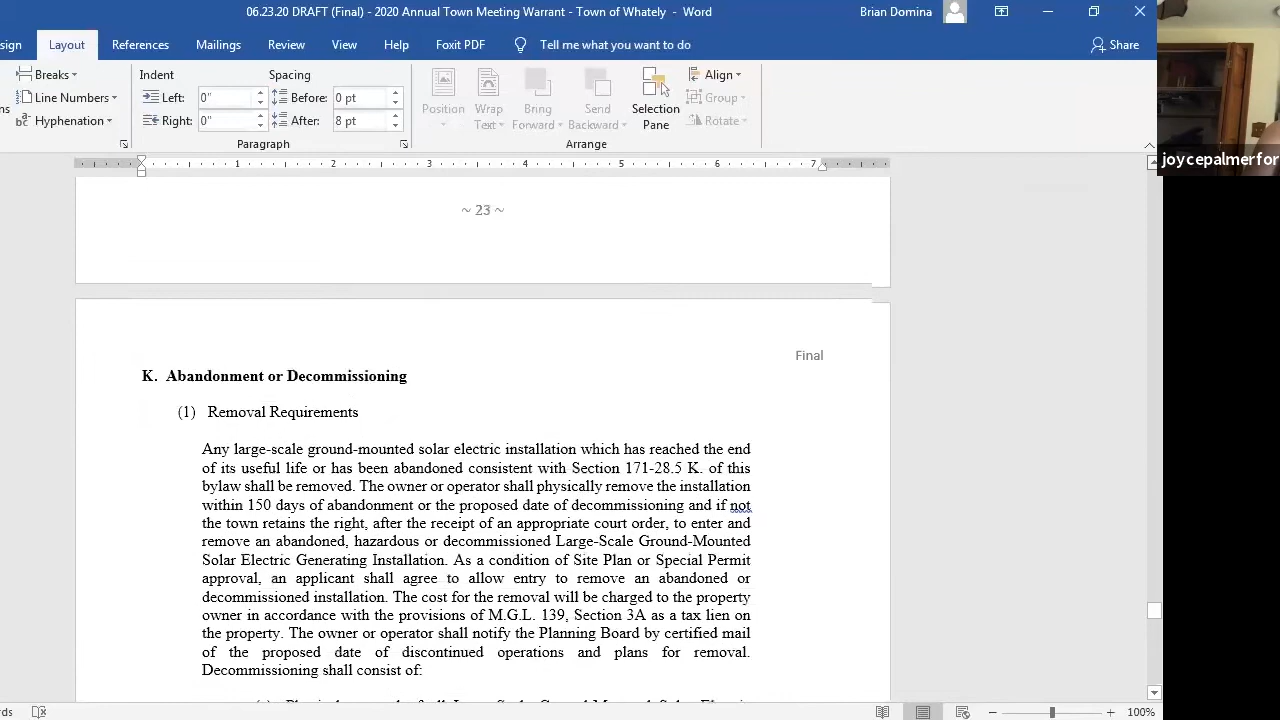 06.23.20 DRAFT (Final) - 2020 Annual Town Meeting Warrant - Town of Whately - Word Brian Domina
sign Layout References Mailings Review View Help Foxit PDF Tell me what you want to do Share
Breaks Indent Spacing Align
Line Numbers Left: 0" Before: 0 pt Group
Hyphenation Right: 0" After: 8 pt Rotate
Position Wrap Text Bring Forward Send Backward Selection Pane
Paragraph Arrange
joycepalmerfor
1 2 3 4 5 6 7
~ 23 ~
Final
K. Abandonment or Decommissioning
(1) Removal Requirements
Any large-scale ground-mounted solar electric installation which has reached the end
of its useful life or has been abandoned consistent with Section 171-28.5 K. of this
bylaw shall be removed. The owner or operator shall physically remove the installation
within 150 days of abandonment or the proposed date of decommissioning and if not
the town retains the right, after the receipt of an appropriate court order, to enter and
remove an abandoned, hazardous or decommissioned Large-Scale Ground-Mounted
Solar Electric Generating Installation. As a condition of Site Plan or Special Permit
approval, an applicant shall agree to allow entry to remove an abandoned or
decommissioned installation. The cost for the removal will be charged to the property
owner in accordance with the provisions of M.G.L. 139, Section 3A as a tax lien on
the property. The owner or operator shall notify the Planning Board by certified mail
of the proposed date of discontinued operations and plans for removal.
Decommissioning shall consist of:
100%